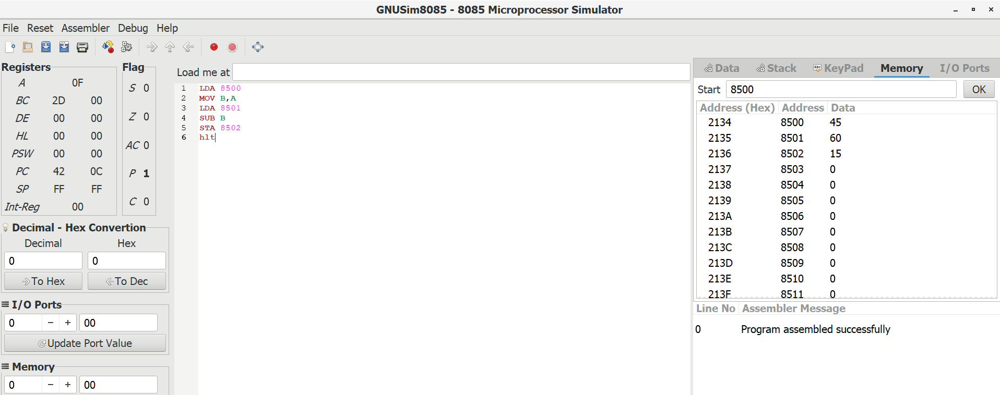 GNUSim8085 - 8085 Microprocessor Simulator
File Reset Assembler Debug Help
Registers
A 0F
BC 2D 00
DE 00 00
HL 00 00
PSW 00 00
PC 42 0C
SP FF FF
Int-Reg 00
Flag
S 0
Z 0
AC 0
P 1
C 0
Decimal - Hex Convertion
Decimal Hex
0 0
To Hex To Dec
I/O Ports
0 − + 00
Update Port Value
Memory
0 − + 00
Load me at
1 LDA 8500
2 MOV B,A
3 LDA 8501
4 SUB B
5 STA 8502
6 hlt
Data Stack Abc KeyPad Memory I/O Ports
Start 8500 OK
Address (Hex) Address Data
2134 8500 45
2135 8501 60
2136 8502 15
2137 8503 0
2138 8504 0
2139 8505 0
213A 8506 0
213B 8507 0
213C 8508 0
213D 8509 0
213E 8510 0
213F 8511 0
Line No Assembler Message
0 Program assembled successfully